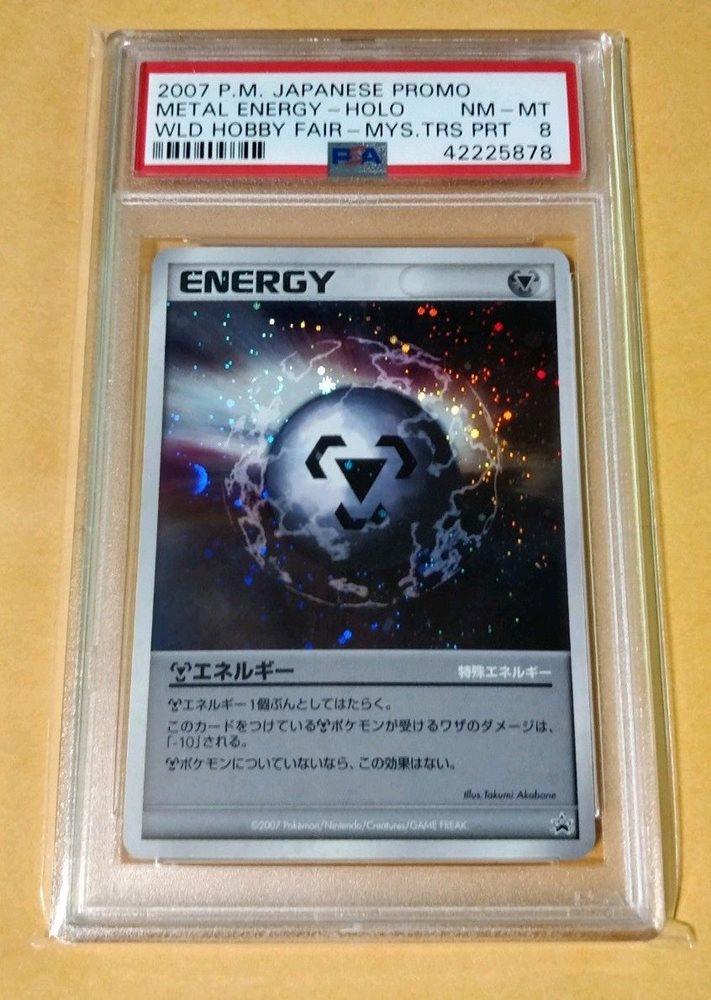 2007 P.M. JAPANESE PROMO
METAL ENERGY-HOLO NM-MT
WLD HOBBY FAIR-MYS.TRS PRT 8
PSA 42225878
ENERGY
エネルギー 特殊エネルギー
エネルギー1個ぶんとしてはたらく。
このカードをつけているポケモンが受けるワザのダメージは、
「-10」される。
ポケモンについていないなら、この効果はない。
Illus. Takumi Akabane
©2007 Pokémon/Nintendo/Creatures/GAME FREAK.